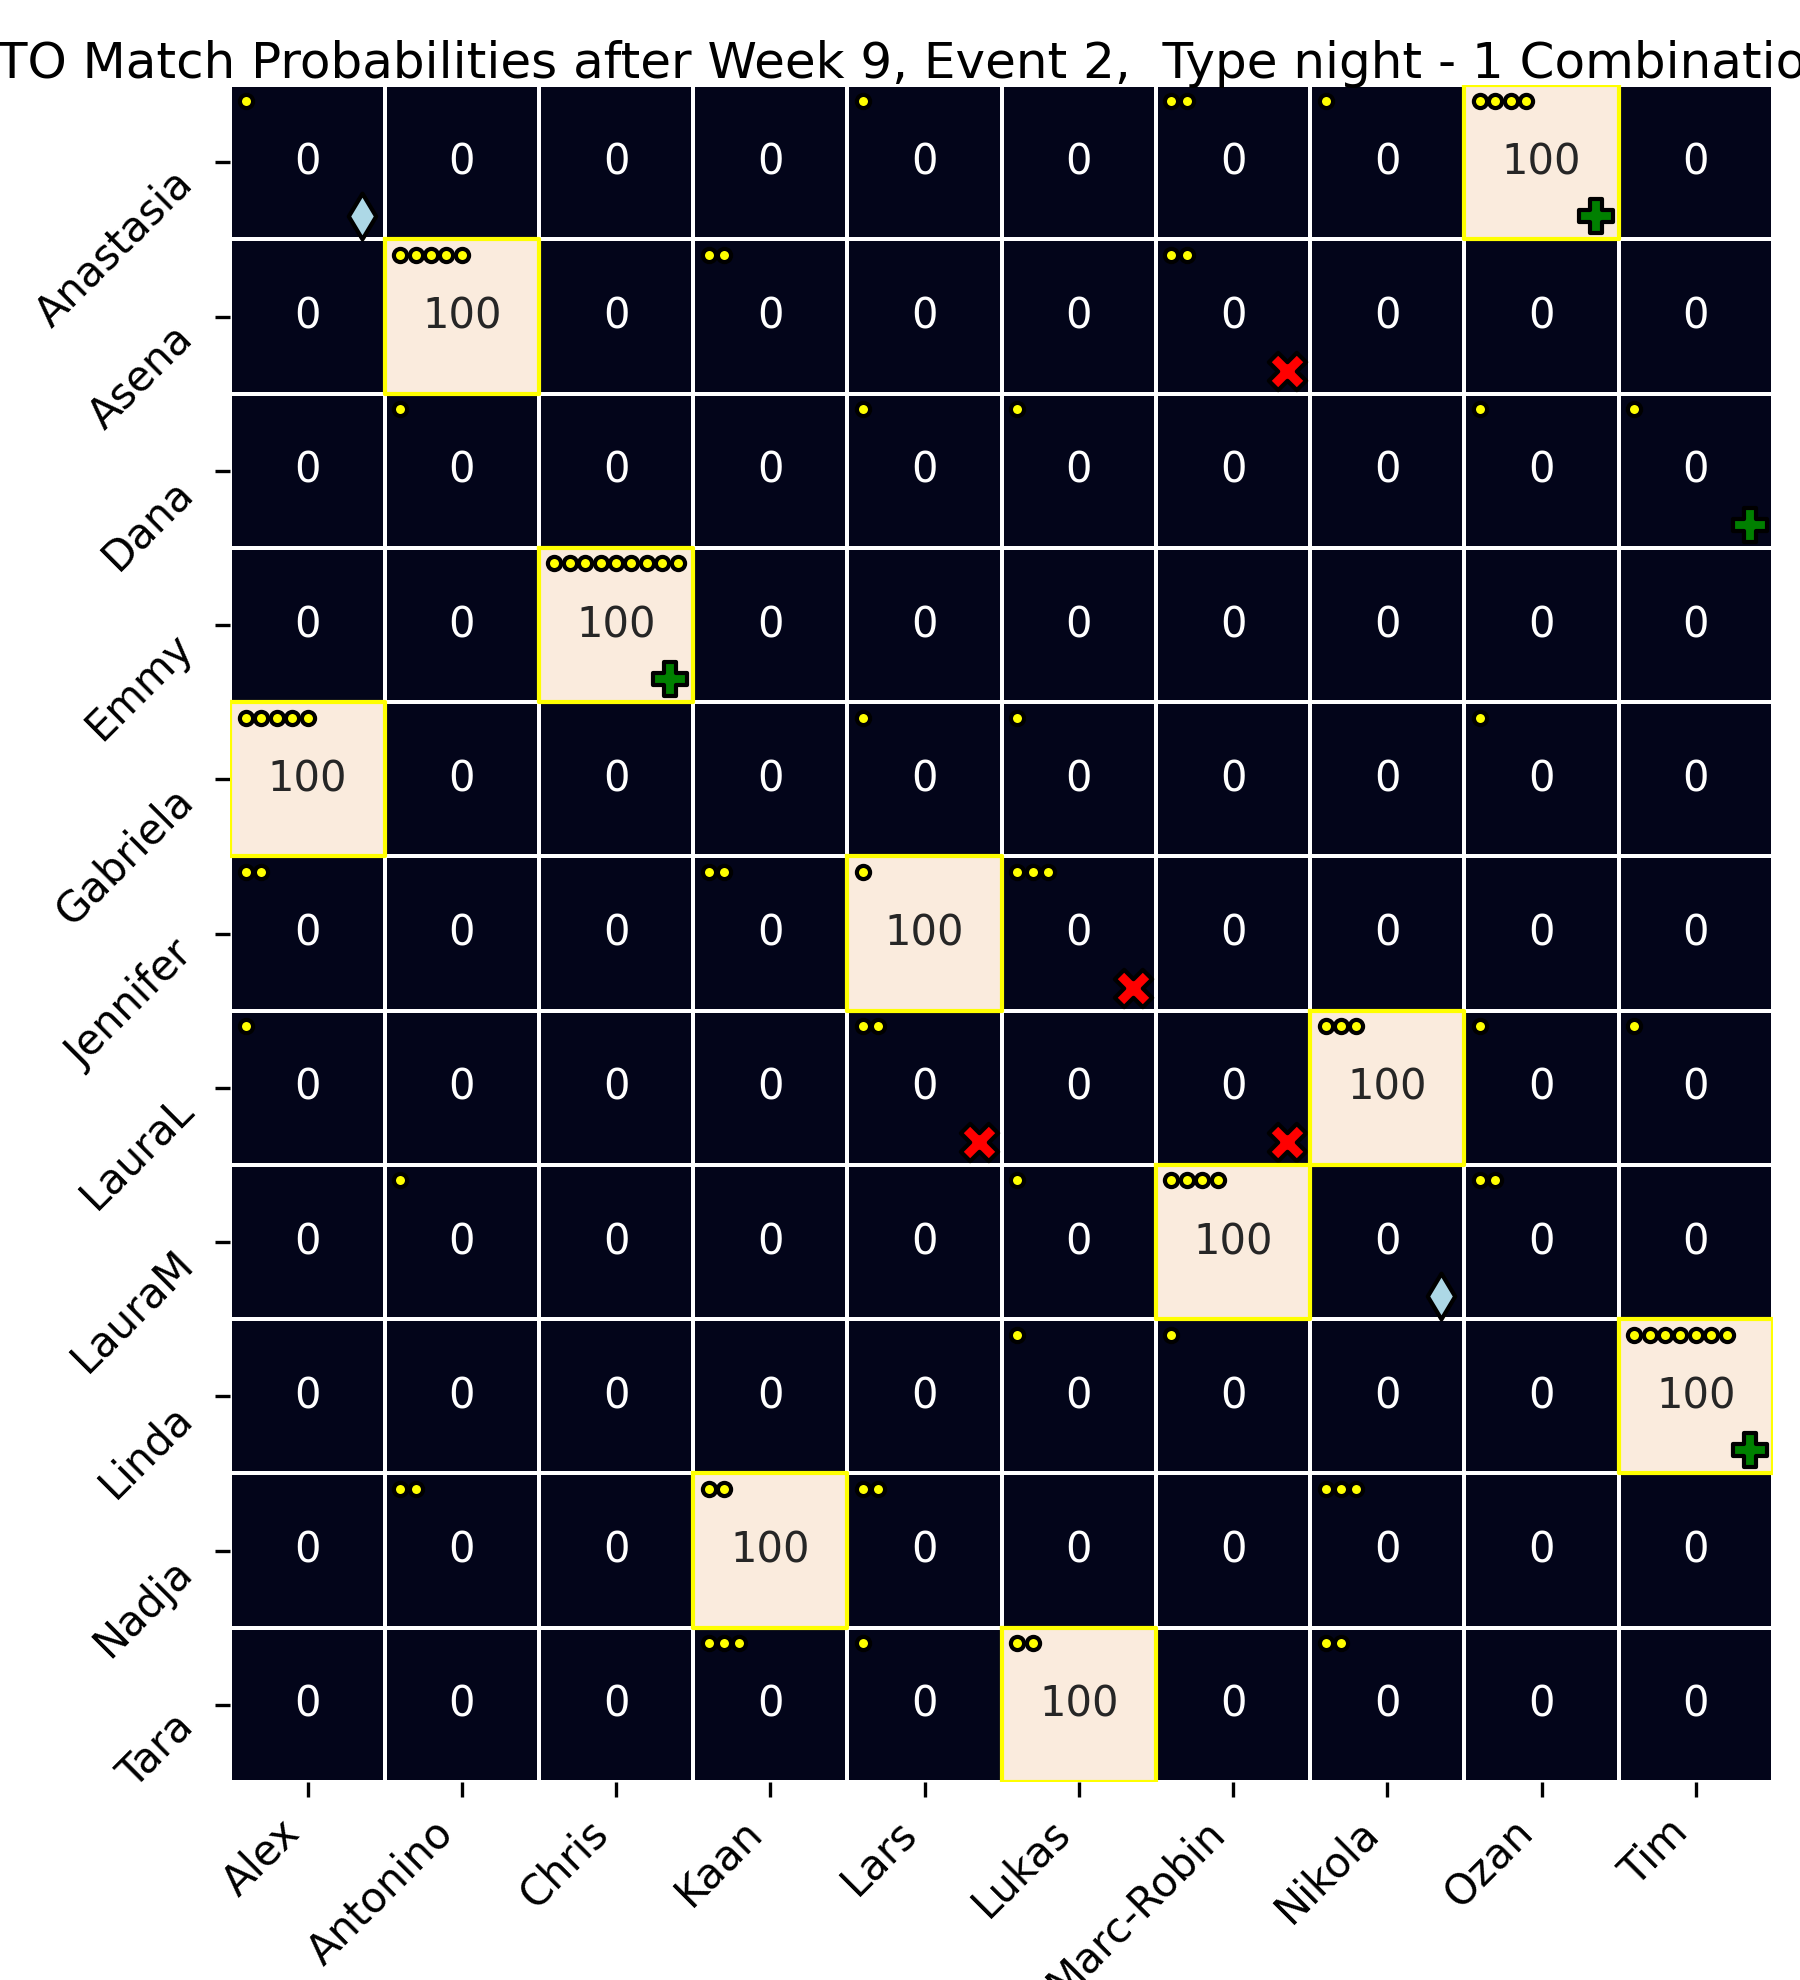 TO Match Probabilities after Week 9, Event 2, Type night - 1 Combinatio
Anastasia 0 0 0 0 0 0 0 0 100 0
Asena 0 100 0 0 0 0 0 0 0 0
Dana 0 0 0 0 0 0 0 0 0 0
Emmy 0 0 100 0 0 0 0 0 0 0
Gabriela 100 0 0 0 0 0 0 0 0 0
Jennifer 0 0 0 0 100 0 0 0 0 0
LauraL 0 0 0 0 0 0 0 100 0 0
LauraM 0 0 0 0 0 0 100 0 0 0
Linda 0 0 0 0 0 0 0 0 0 100
Nadja 0 0 0 100 0 0 0 0 0 0
Tara 0 0 0 0 0 100 0 0 0 0
Alex Antonino Chris Kaan Lars Lukas Marc-Robin Nikola Ozan Tim